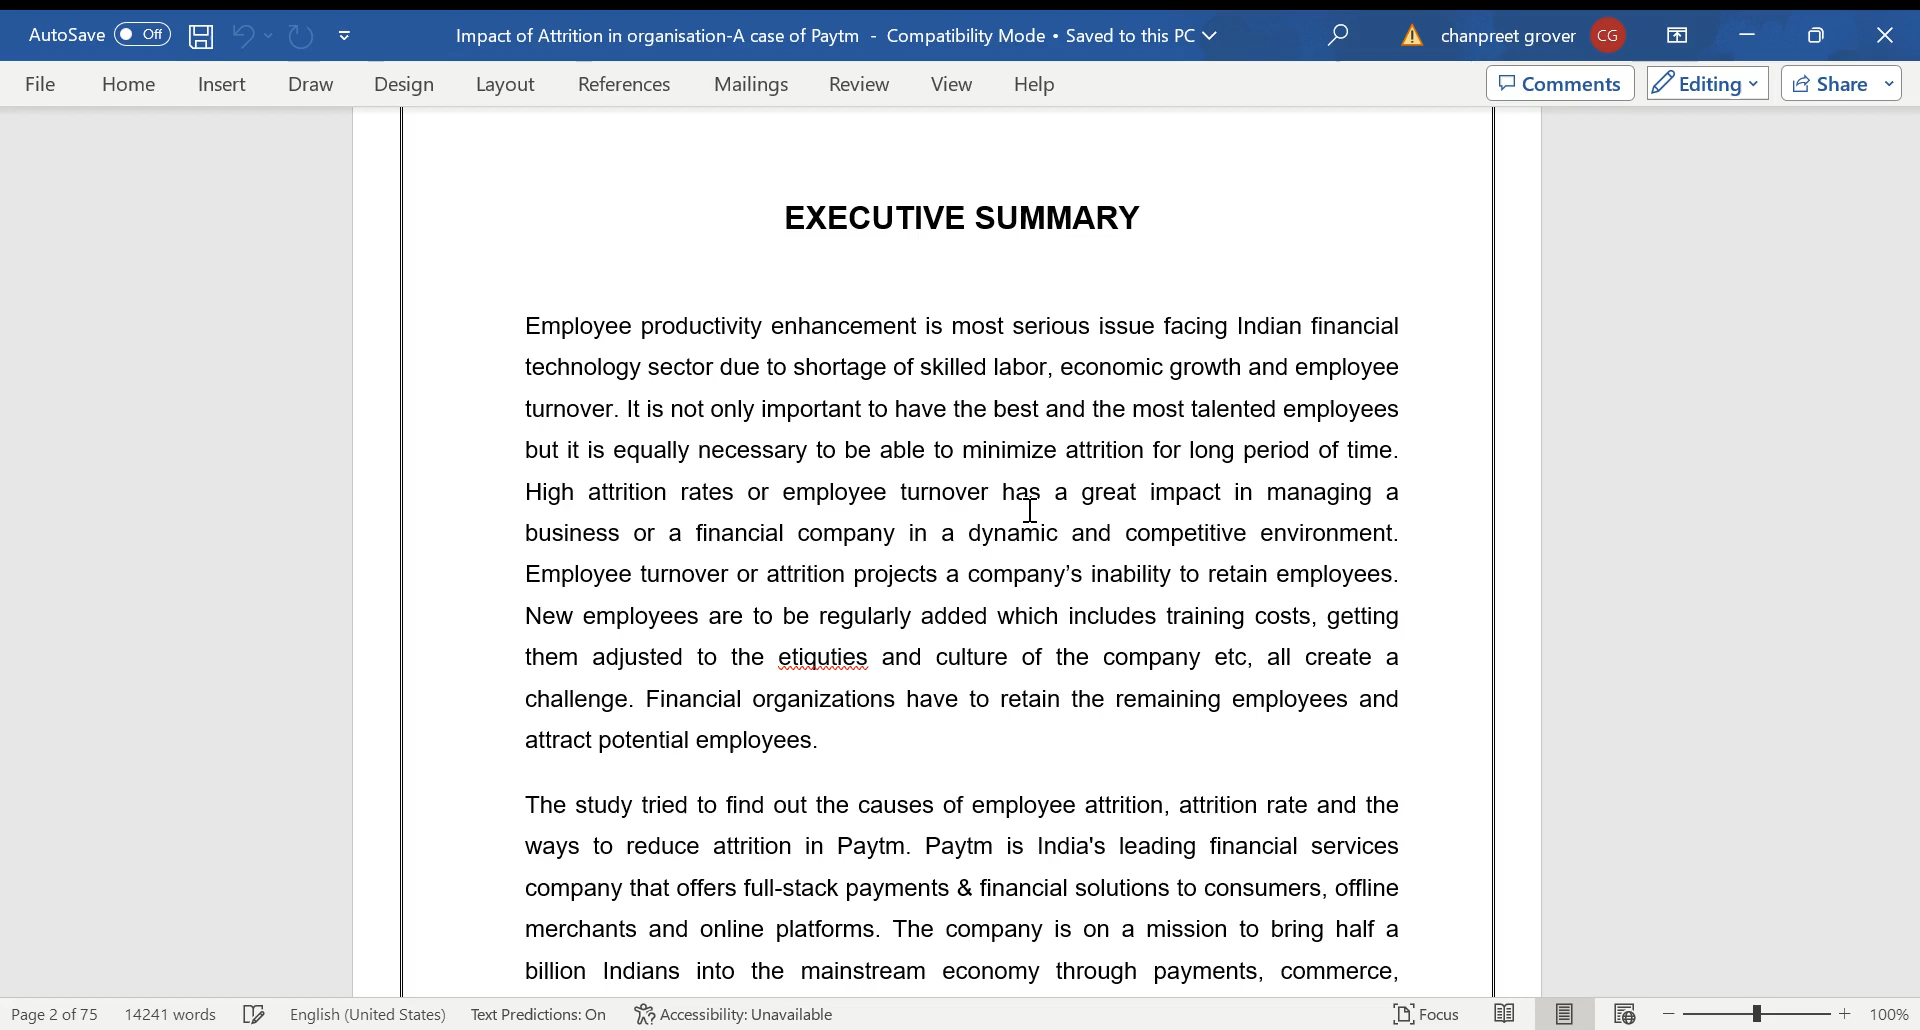 AutoSave Off Impact of Attrition in organisation-A case of Paytm - Compatibility Mode • Saved to this PC chanpreet grover CG
File Home Insert Draw Design Layout References Mailings Review View Help Comments Editing Share
EXECUTIVE SUMMARY
Employee productivity enhancement is most serious issue facing Indian financial
technology sector due to shortage of skilled labor, economic growth and employee
turnover. It is not only important to have the best and the most talented employees
but it is equally necessary to be able to minimize attrition for long period of time.
High attrition rates or employee turnover has a great impact in managing a
business or a financial company in a dynamic and competitive environment.
Employee turnover or attrition projects a company’s inability to retain employees.
New employees are to be regularly added which includes training costs, getting
them adjusted to the etiquties and culture of the company etc, all create a
challenge. Financial organizations have to retain the remaining employees and
attract potential employees.
The study tried to find out the causes of employee attrition, attrition rate and the
ways to reduce attrition in Paytm. Paytm is India's leading financial services
company that offers full-stack payments & financial solutions to consumers, offline
merchants and online platforms. The company is on a mission to bring half a
billion Indians into the mainstream economy through payments, commerce,
Page 2 of 75 14241 words English (United States) Text Predictions: On Accessibility: Unavailable Focus 100%